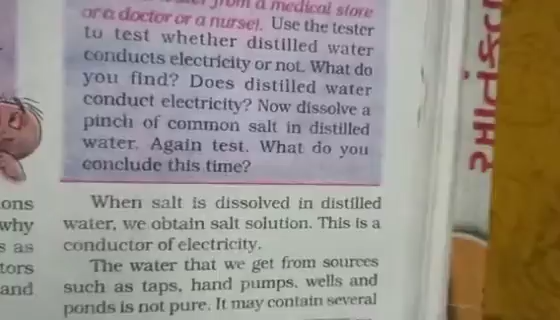 from a medical store
or a doctor or a nurse). Use the tester
to test whether distilled water
conducts electricity or not. What do
you find? Does distilled water
conduct electricity? Now dissolve a
pinch of common salt in distilled
water. Again test. What do you
conclude this time?
ons
why
s as
tors
and
When salt is dissolved in distilled
water, we obtain salt solution. This is a
conductor of electricity.
The water that we get from sources
such as taps, hand pumps, wells and
ponds is not pure. It may contain several